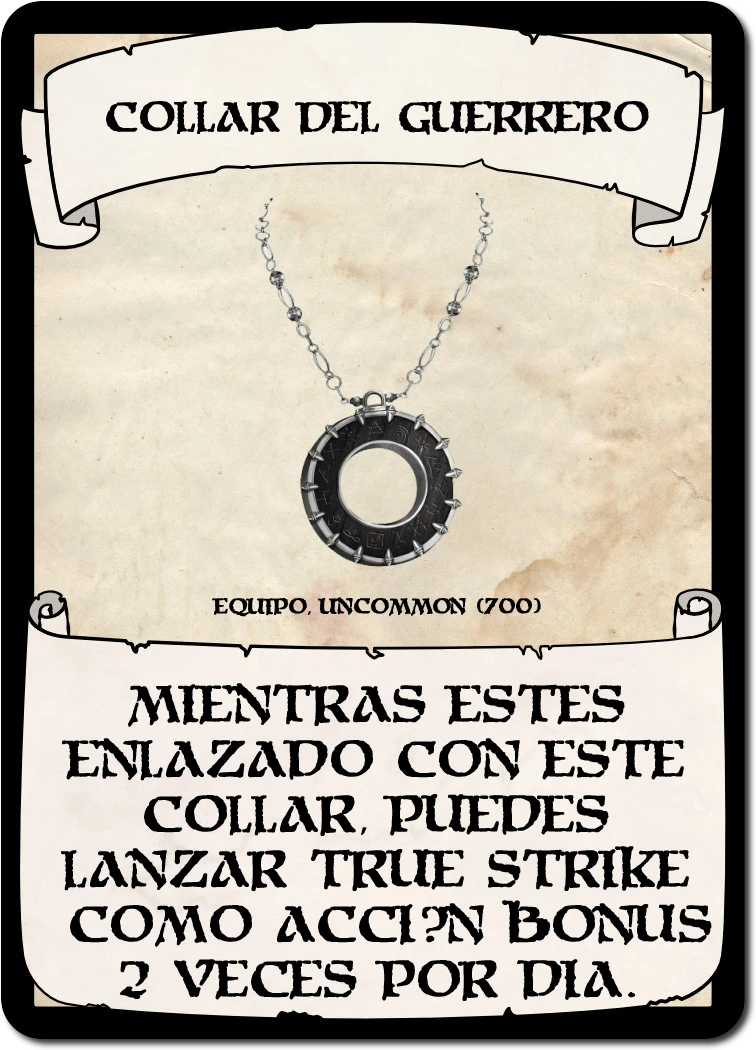 COLLAR DEL GUERRERO
EQUIPO, UNCOMMON (700)
MIENTRAS ESTES
ENLAZADO CON ESTE
COLLAR, PUEDES
LANZAR TRUE STRIKE
COMO ACCI?N BONUS
2 VECES POR DIA.